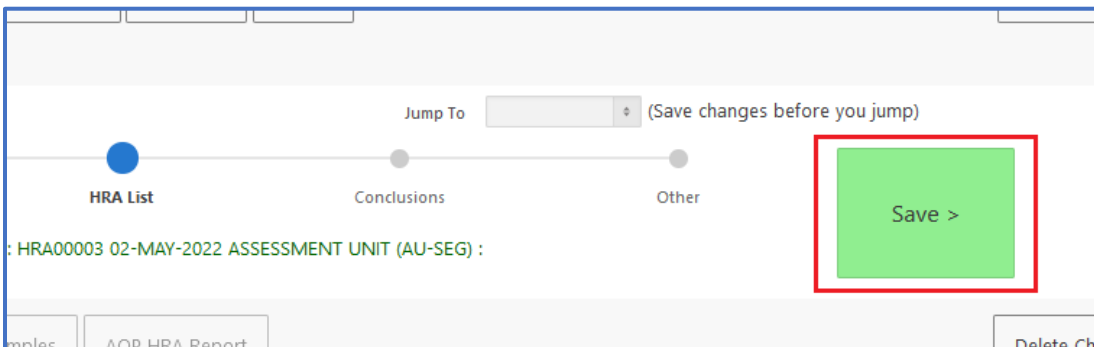 Jump To (Save changes before you jump)
HRA List Conclusions Other
Save >
: HRA00003 02-MAY-2022 ASSESSMENT UNIT (AU-SEG) :
AOP HRA Report Delete